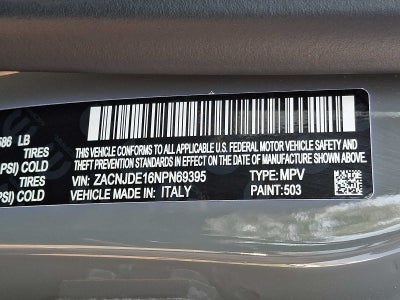 586 LB
TIRES
PSI) COLD
TIRES
PSI) COLD
THIS VEHICLE CONFORMS TO ALL APPLICABLE U.S. FEDERAL MOTOR VEHICLE SAFETY AND
THEFT PREVENTION STANDARDS IN EFFECT ON THE DATE OF MANUFACTURE SHOWN ABOVE.
VIN: ZACNJDE16NPN69395 TYPE: MPV
VEHICLE MADE IN: ITALY PAINT: 503